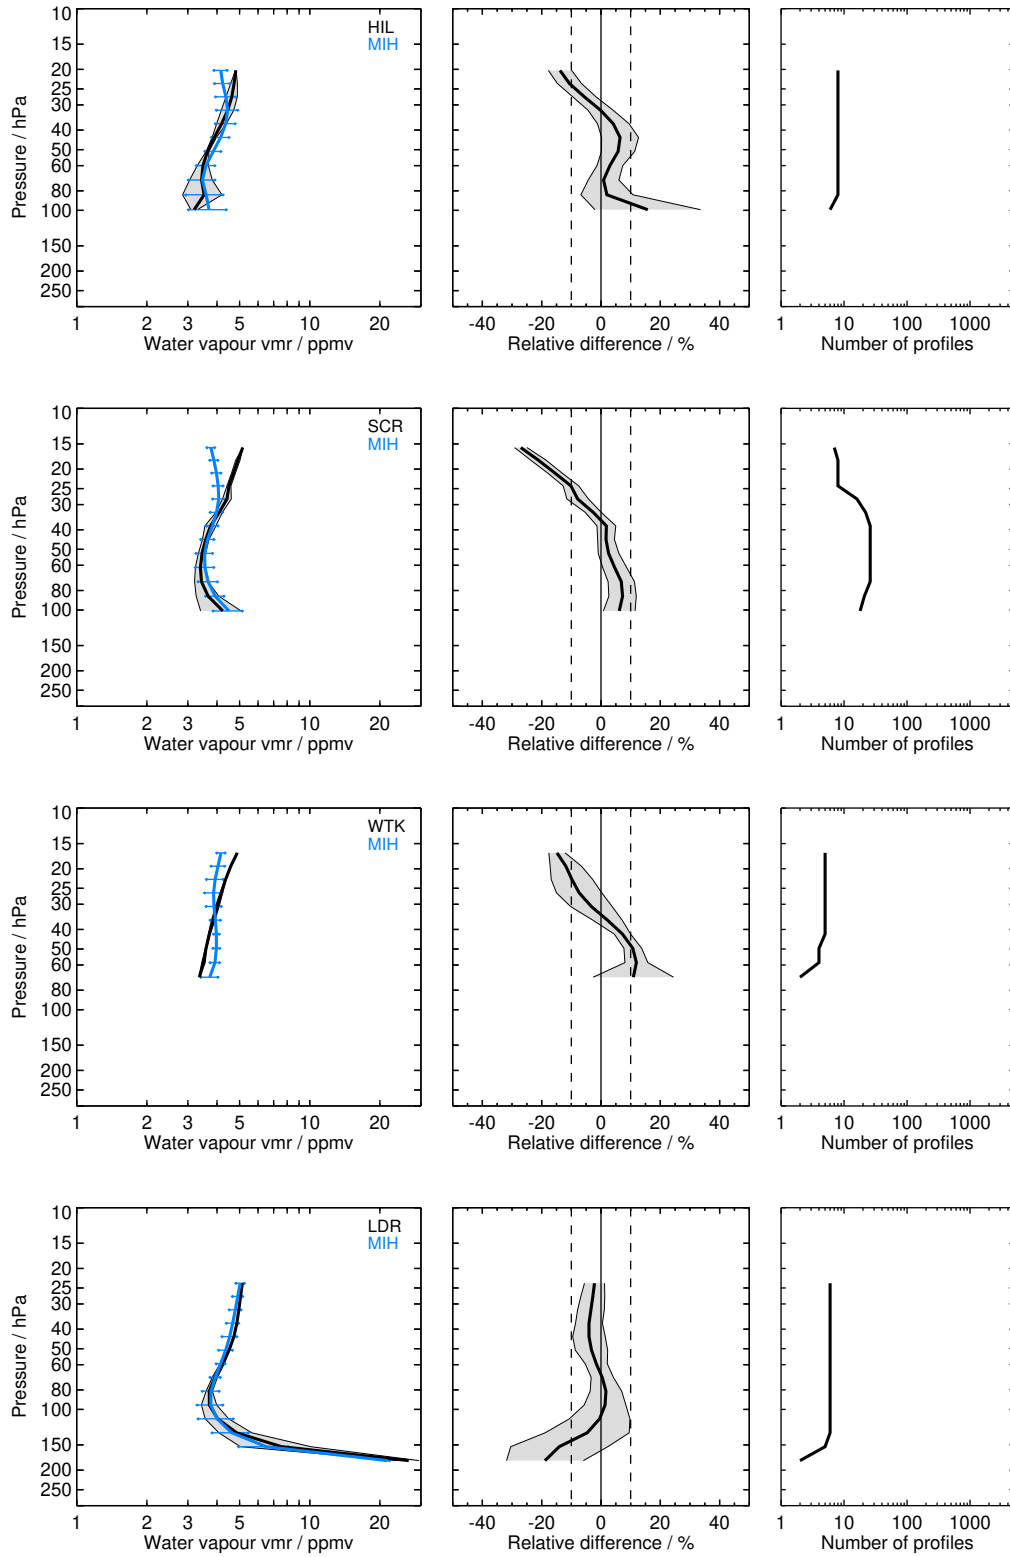 HIL
MIH
10
15
20
25
30
40
50
60
80
100
150
200
250
Pressure / hPa
1 2 3 5 10 20
Water vapour vmr / ppmv
-40 -20 0 20 40
Relative difference / %
1 10 100 1000
Number of profiles
SCR
MIH
10
15
20
25
30
40
50
60
80
100
150
200
250
Pressure / hPa
1 2 3 5 10 20
Water vapour vmr / ppmv
-40 -20 0 20 40
Relative difference / %
1 10 100 1000
Number of profiles
WTK
MIH
10
15
20
25
30
40
50
60
80
100
150
200
250
Pressure / hPa
1 2 3 5 10 20
Water vapour vmr / ppmv
-40 -20 0 20 40
Relative difference / %
1 10 100 1000
Number of profiles
LDR
MIH
10
15
20
25
30
40
50
60
80
100
150
200
250
Pressure / hPa
1 2 3 5 10 20
Water vapour vmr / ppmv
-40 -20 0 20 40
Relative difference / %
1 10 100 1000
Number of profiles